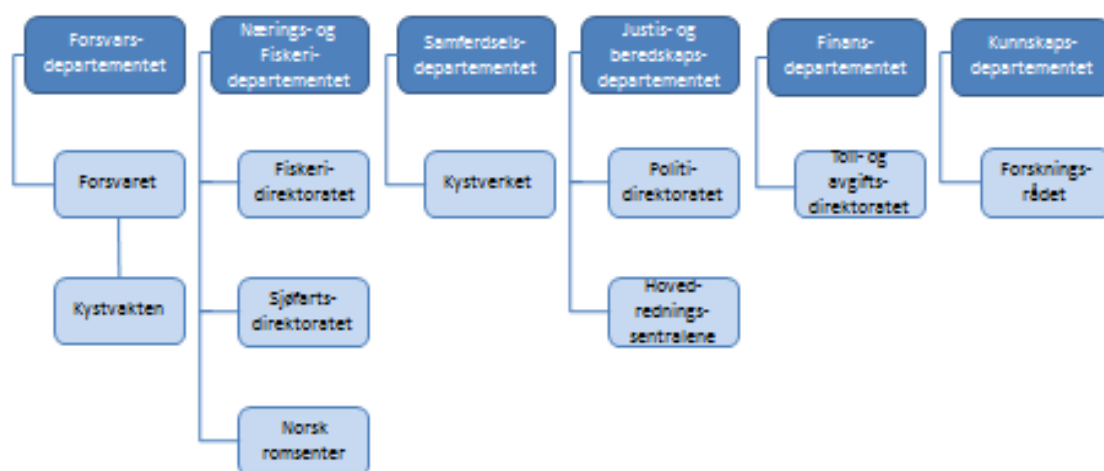 Forsvars-
departementet
Nærings- og
Fiskeri-
departementet
Samferdsels-
departementet
Justis- og
beredskaps-
departementet
Finans-
departementet
Kunnskaps-
departementet
Forsvaret
Fiskeri-
direktoratet
Kystverket
Politi-
direktoratet
Toll- og
avgifts-
direktoratet
Forsknings-
rådet
Kystvakten
Sjøfarts-
direktoratet
Hoved-
rednings-
sentralene
Norsk
romsenter